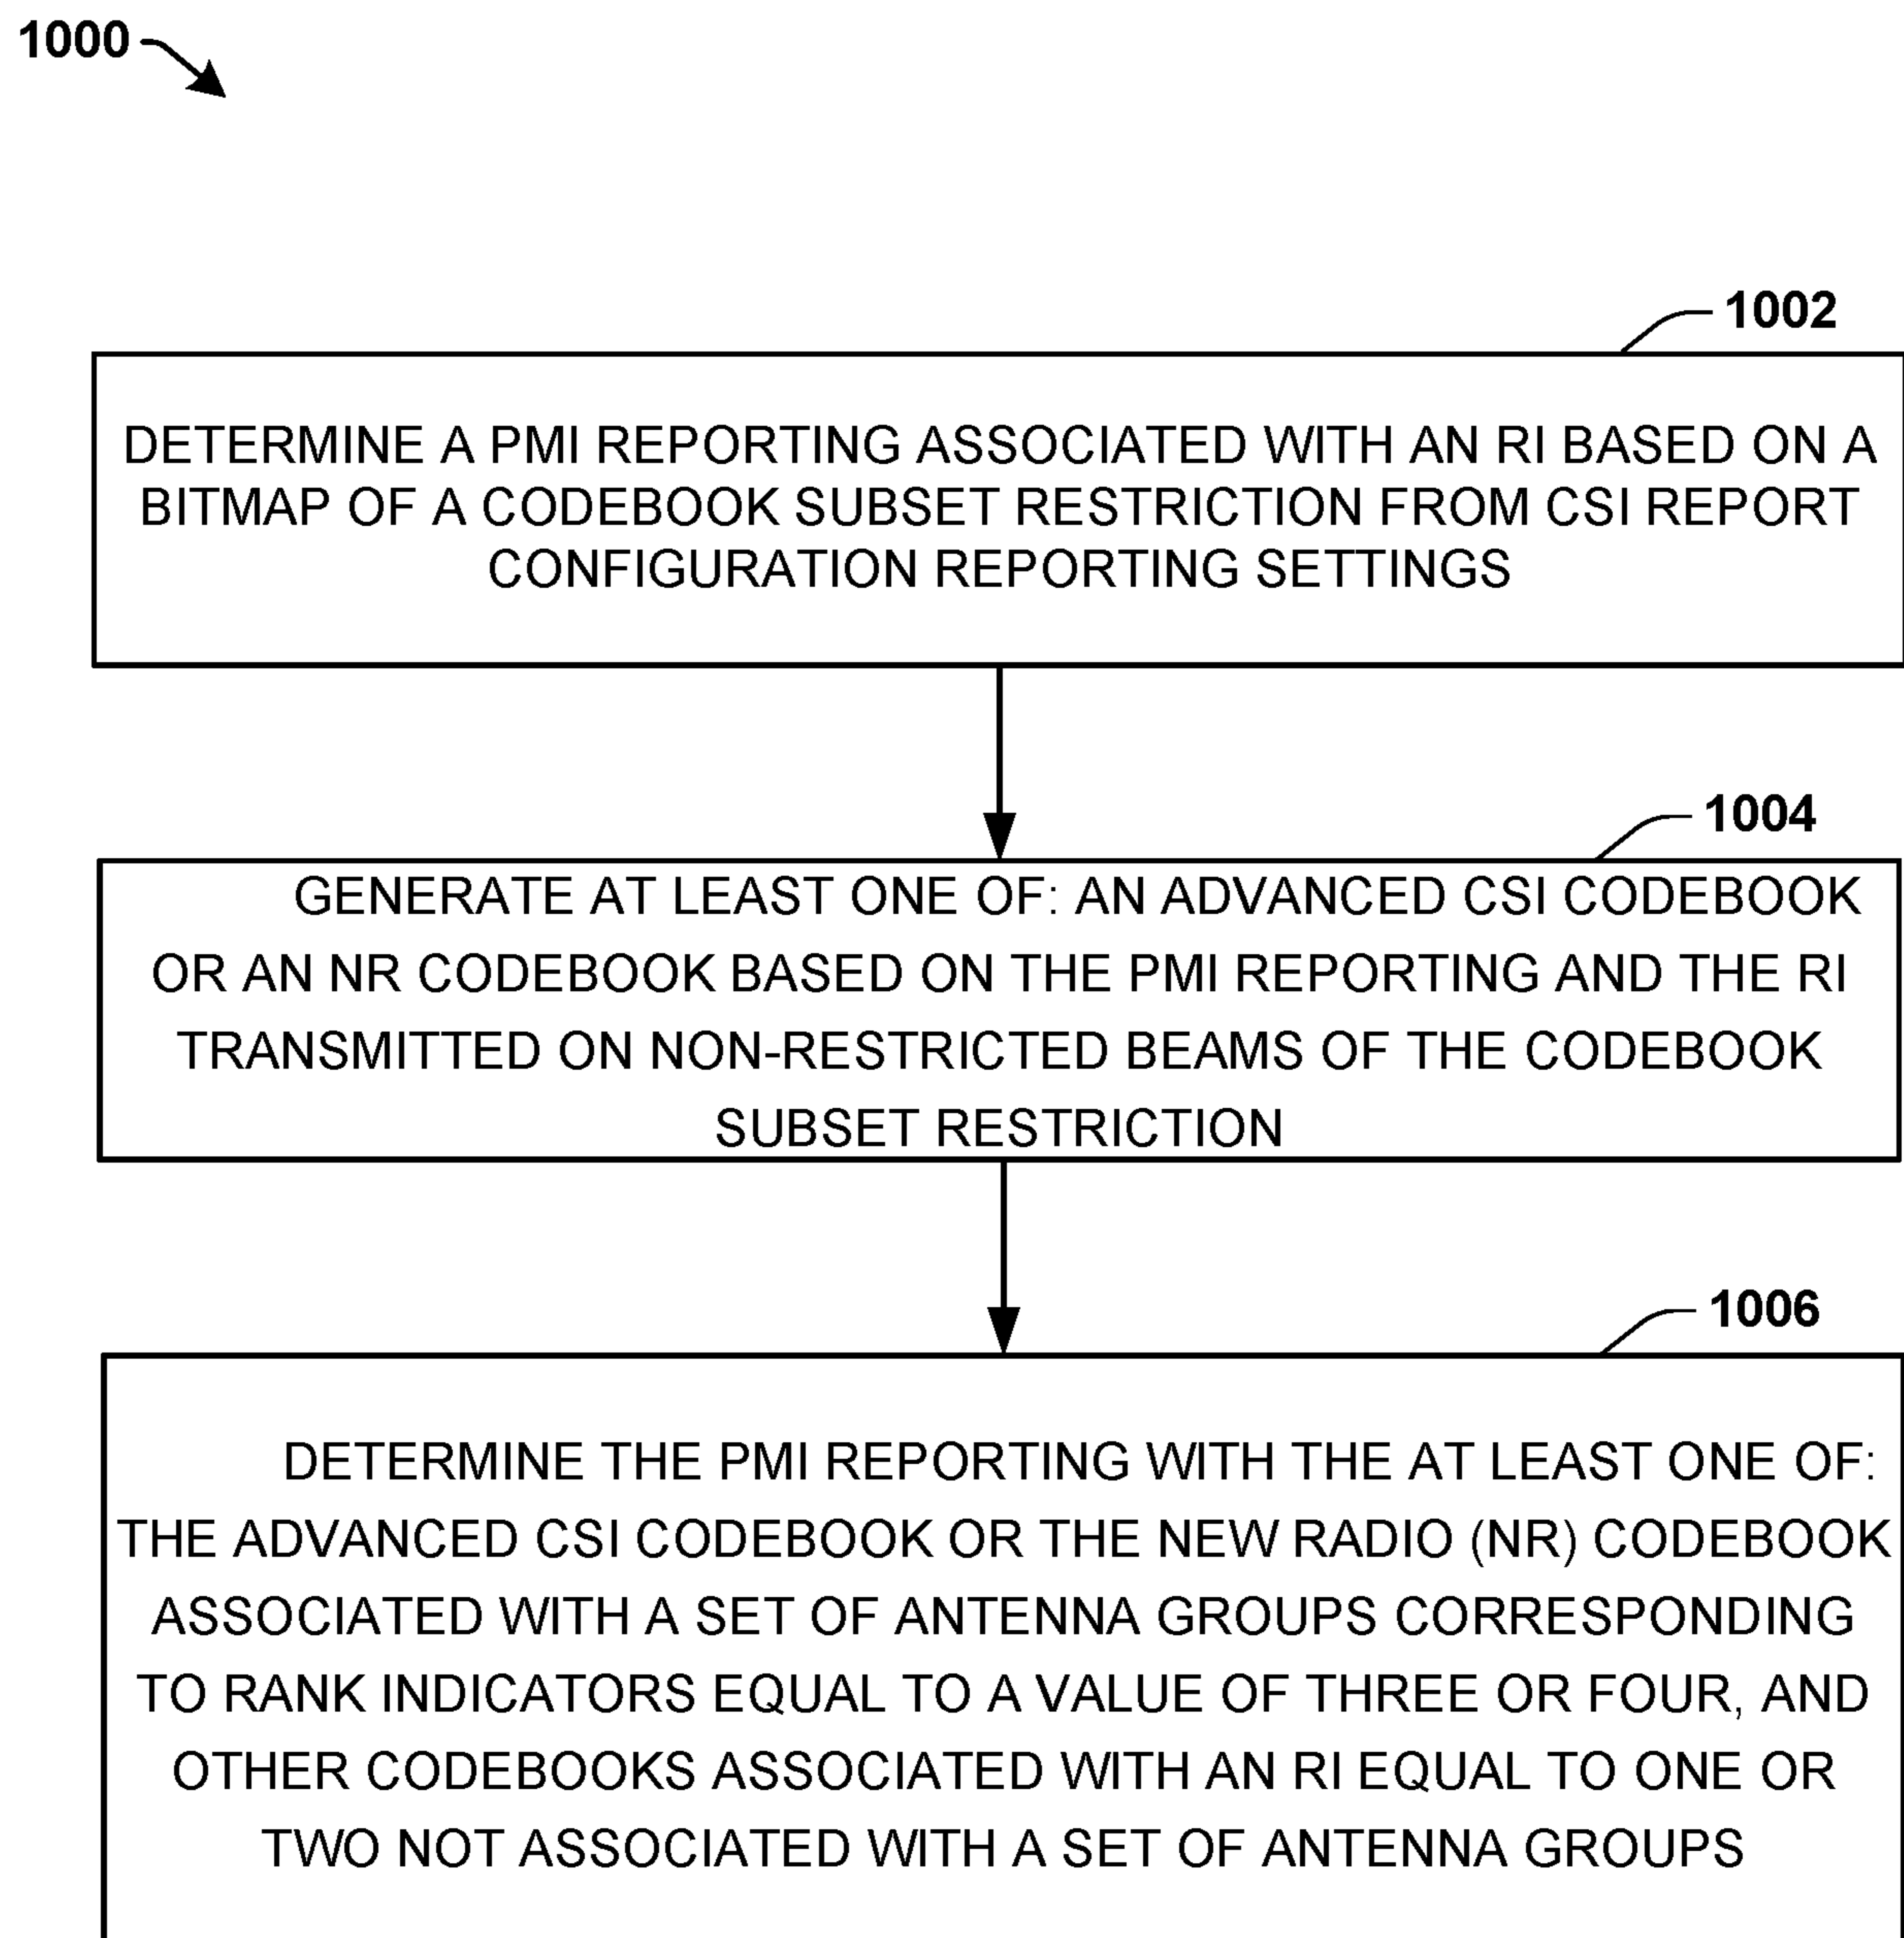 1000
1002
DETERMINE A PMI REPORTING ASSOCIATED WITH AN RI BASED ON A
BITMAP OF A CODEBOOK SUBSET RESTRICTION FROM CSI REPORT
CONFIGURATION REPORTING SETTINGS
1004
GENERATE AT LEAST ONE OF: AN ADVANCED CSI CODEBOOK
OR AN NR CODEBOOK BASED ON THE PMI REPORTING AND THE RI
TRANSMITTED ON NON-RESTRICTED BEAMS OF THE CODEBOOK
SUBSET RESTRICTION
1006
DETERMINE THE PMI REPORTING WITH THE AT LEAST ONE OF:
THE ADVANCED CSI CODEBOOK OR THE NEW RADIO (NR) CODEBOOK
ASSOCIATED WITH A SET OF ANTENNA GROUPS CORRESPONDING
TO RANK INDICATORS EQUAL TO A VALUE OF THREE OR FOUR, AND
OTHER CODEBOOKS ASSOCIATED WITH AN RI EQUAL TO ONE OR
TWO NOT ASSOCIATED WITH A SET OF ANTENNA GROUPS